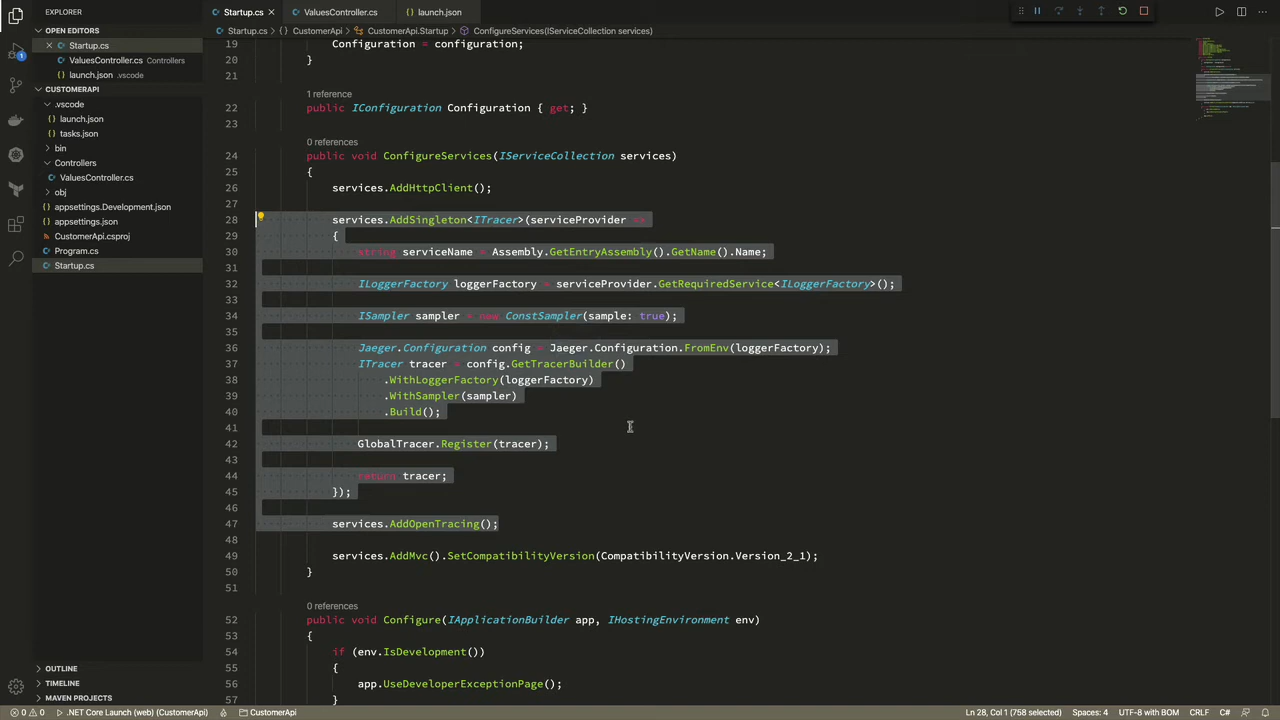 EXPLORER
OPEN EDITORS
Startup.cs
ValuesController.cs Controllers
launch.json .vscode
CUSTOMERAPI
.vscode
launch.json
tasks.json
bin
Controllers
ValuesController.cs
obj
appsettings.Development.json
appsettings.json
CustomerApi.csproj
Program.cs
Startup.cs
OUTLINE
TIMELINE
MAVEN PROJECTS
1
Startup.cs ValuesController.cs launch.json
Startup.cs {} CustomerApi CustomerApi.Startup ConfigureServices(IServiceCollection services)
19 Configuration = configuration;
20 }
21
1 reference
22 public IConfiguration Configuration { get; }
23
0 references
24 public void ConfigureServices(IServiceCollection services)
25 {
26 services.AddHttpClient();
27
28 services.AddSingleton<ITracer>(serviceProvider =>
29 {
30 string serviceName = Assembly.GetEntryAssembly().GetName().Name;
31
32 ILoggerFactory loggerFactory = serviceProvider.GetRequiredService<ILoggerFactory>();
33
34 ISampler sampler = new ConstSampler(sample: true);
35
36 Jaeger.Configuration config = Jaeger.Configuration.FromEnv(loggerFactory);
37 ITracer tracer = config.GetTracerBuilder()
38 .WithLoggerFactory(loggerFactory)
39 .WithSampler(sampler)
40 .Build();
41
42 GlobalTracer.Register(tracer);
43
44 return tracer;
45 });
46
47 services.AddOpenTracing();
48
49 services.AddMvc().SetCompatibilityVersion(CompatibilityVersion.Version_2_1);
50 }
51
0 references
52 public void Configure(IApplicationBuilder app, IHostingEnvironment env)
53 {
54 if (env.IsDevelopment())
55 {
56 app.UseDeveloperExceptionPage();
57 }
0 0 .NET Core Launch (web) (CustomerApi) CustomerApi Ln 28, Col 1 (758 selected) Spaces: 4 UTF-8 with BOM CRLF C#